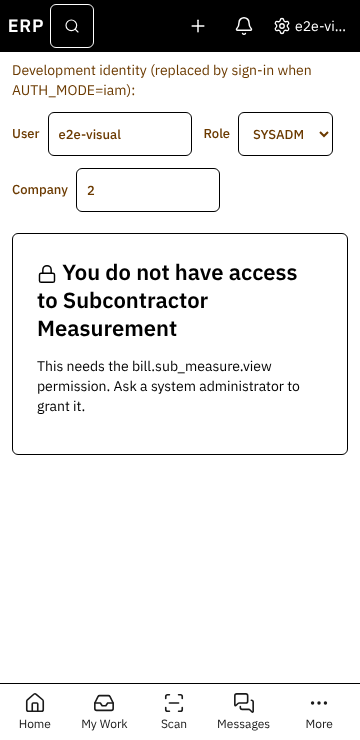 ERP
e2e-vi...
Development identity (replaced by sign-in when
AUTH_MODE=iam):
User e2e-visual Role SYSADM
Company 2
You do not have access
to Subcontractor
Measurement
This needs the bill.sub_measure.view
permission. Ask a system administrator to
grant it.
Home My Work Scan Messages More